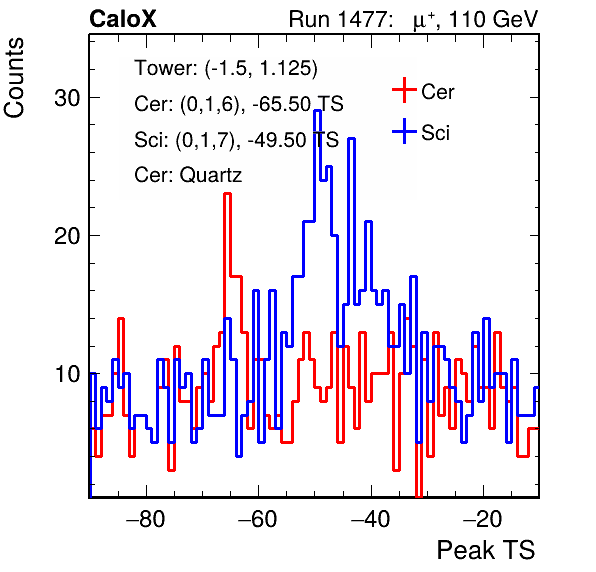 CaloX Run 1477: μ⁺, 110 GeV
Counts
Tower: (-1.5, 1.125)
Cer: (0,1,6), -65.50 TS
Sci: (0,1,7), -49.50 TS
Cer: Quartz
Cer
Sci
30
20
10
−80 −60 −40 −20
Peak TS